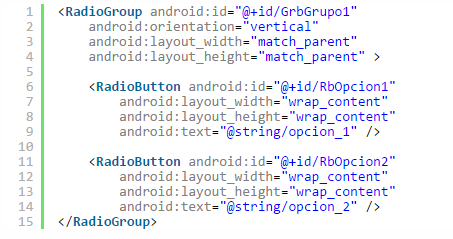 1 <RadioGroup android:id="@+id/GrbGrupo1"
2 android:orientation="vertical"
3 android:layout_width="match_parent"
4 android:layout_height="match_parent" >
5
6 <RadioButton android:id="@+id/RbOpcion1"
7 android:layout_width="wrap_content"
8 android:layout_height="wrap_content"
9 android:text="@string/opcion_1" />
10
11 <RadioButton android:id="@+id/RbOpcion2"
12 android:layout_width="wrap_content"
13 android:layout_height="wrap_content"
14 android:text="@string/opcion_2" />
15 </RadioGroup>